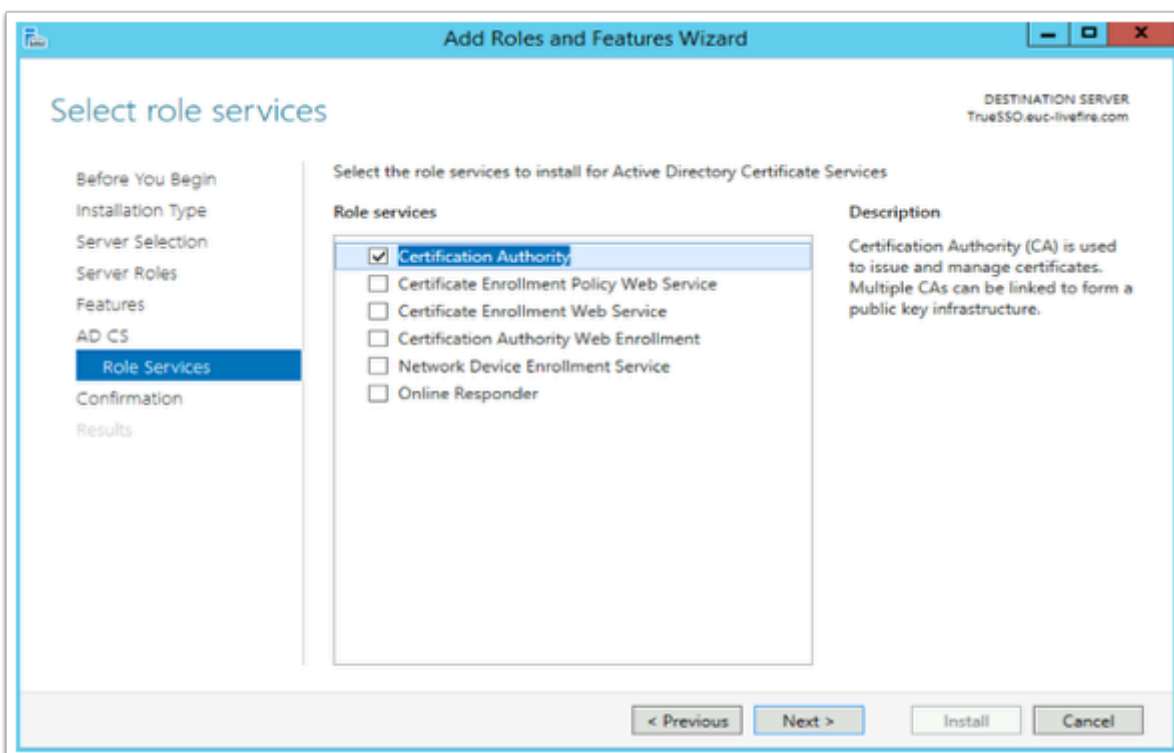 Add Roles and Features Wizard
Select role services
DESTINATION SERVER
TrueSSO.euc-livefire.com
Before You Begin
Installation Type
Server Selection
Server Roles
Features
AD CS
Role Services
Confirmation
Results
Select the role services to install for Active Directory Certificate Services
Role services
Certification Authority
Certificate Enrollment Policy Web Service
Certificate Enrollment Web Service
Certification Authority Web Enrollment
Network Device Enrollment Service
Online Responder
Description
Certification Authority (CA) is used
to issue and manage certificates.
Multiple CAs can be linked to form a
public key infrastructure.
< Previous
Next >
Install
Cancel